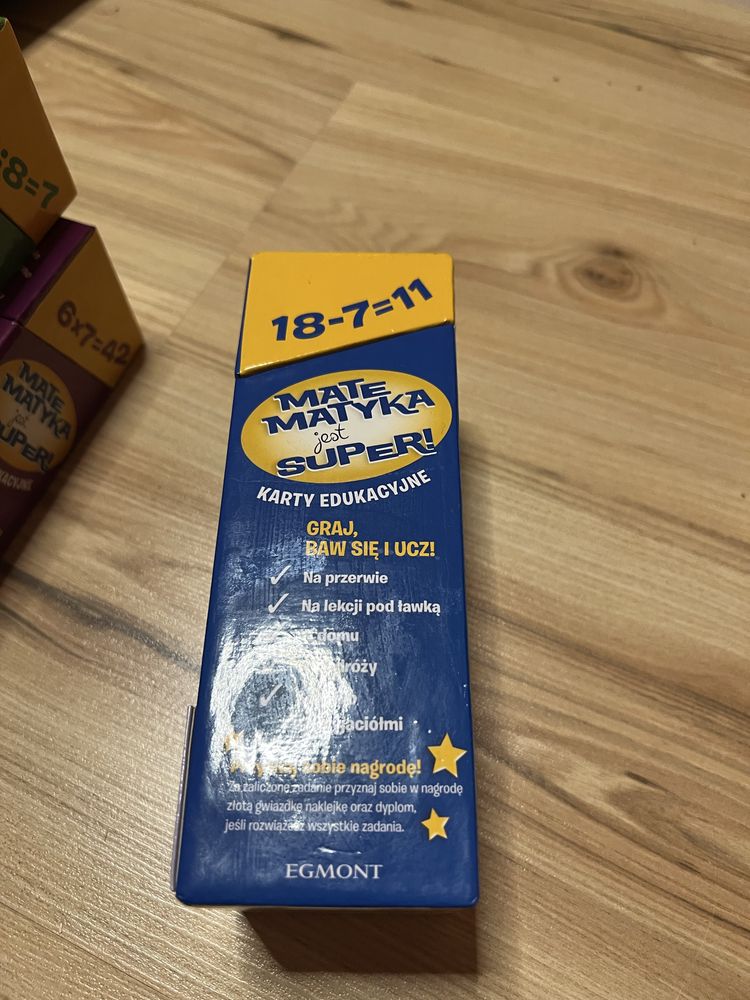 :8=7
6x7=42
MATE
MATYKA
jest
SUPER!
18-7=11
MATE
MATYKA
jest
SUPER!
KARTY EDUKACYJNE
GRAJ,
BAW SIĘ I UCZ!
Na przerwie
Na lekcji pod ławką
domu
sobie nagrodę!
Za zaliczone zadanie przyznaj sobie w nagrodę
złotą gwiazdkę naklejkę oraz dyplom,
jeśli rozwiążesz wszystkie zadania.
EGMONT